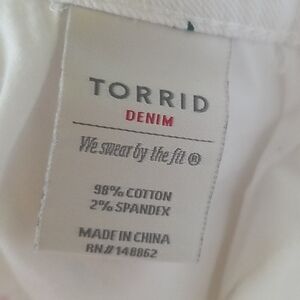 TORRID
DENIM
We swear by the fit ®
98% COTTON
2% SPANDEX
MADE IN CHINA
RN# 148862